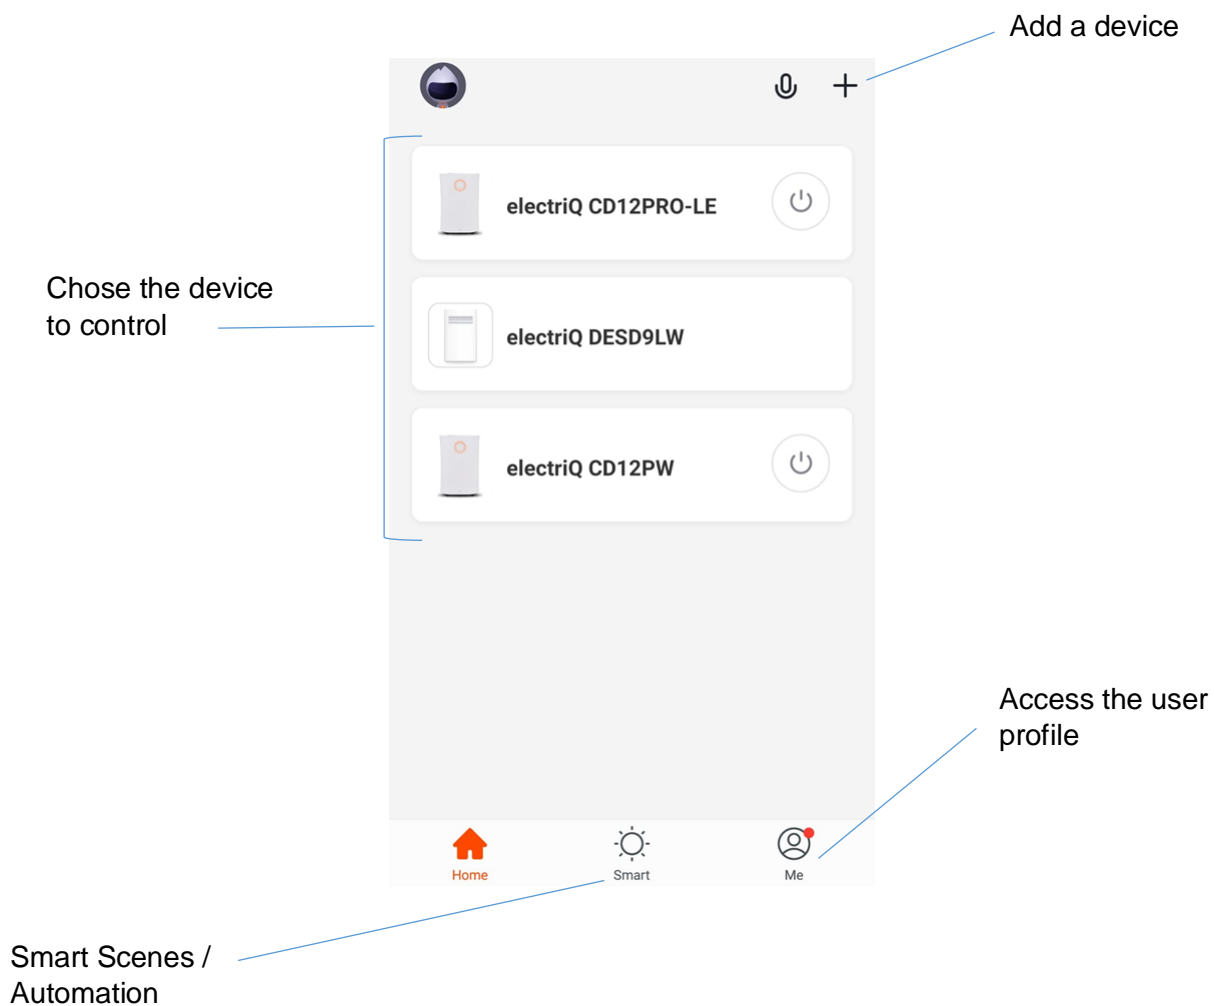 Add a device
electriQ CD12PRO-LE
Chose the device
to control
electriQ DESD9LW
electriQ CD12PW
Access the user
profile
Home
Smart
Me
Smart Scenes /
Automation